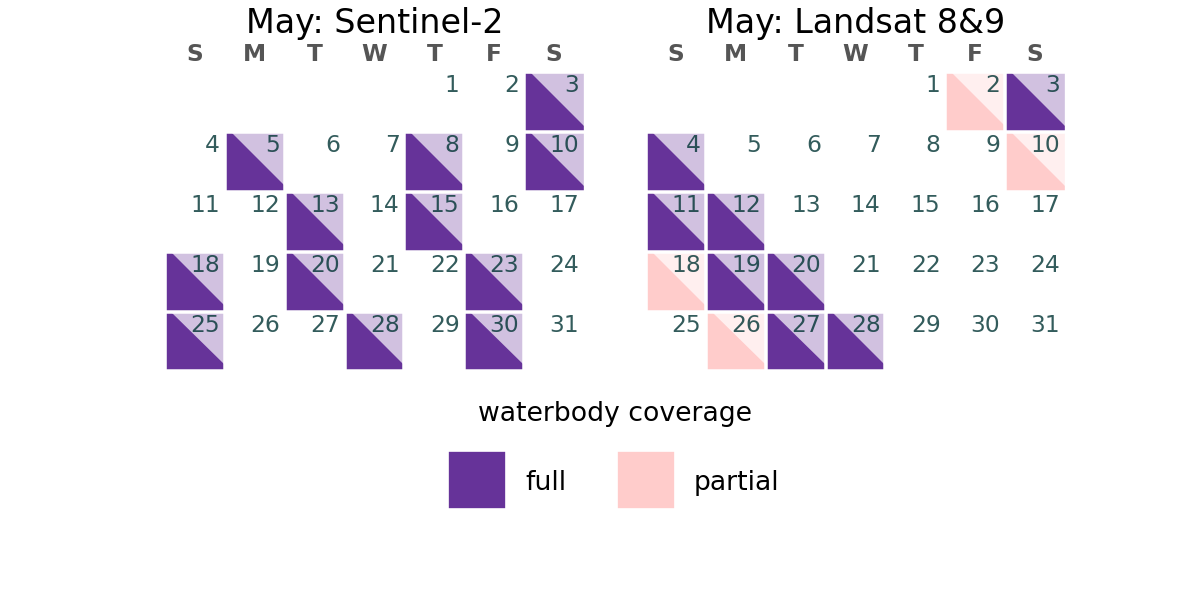 May: Sentinel-2
S M T W T F S
1 2 3
4 5 6 7 8 9 10
11 12 13 14 15 16 17
18 19 20 21 22 23 24
25 26 27 28 29 30 31
May: Landsat 8&9
S M T W T F S
1 2 3
4 5 6 7 8 9 10
11 12 13 14 15 16 17
18 19 20 21 22 23 24
25 26 27 28 29 30 31
waterbody coverage
full partial